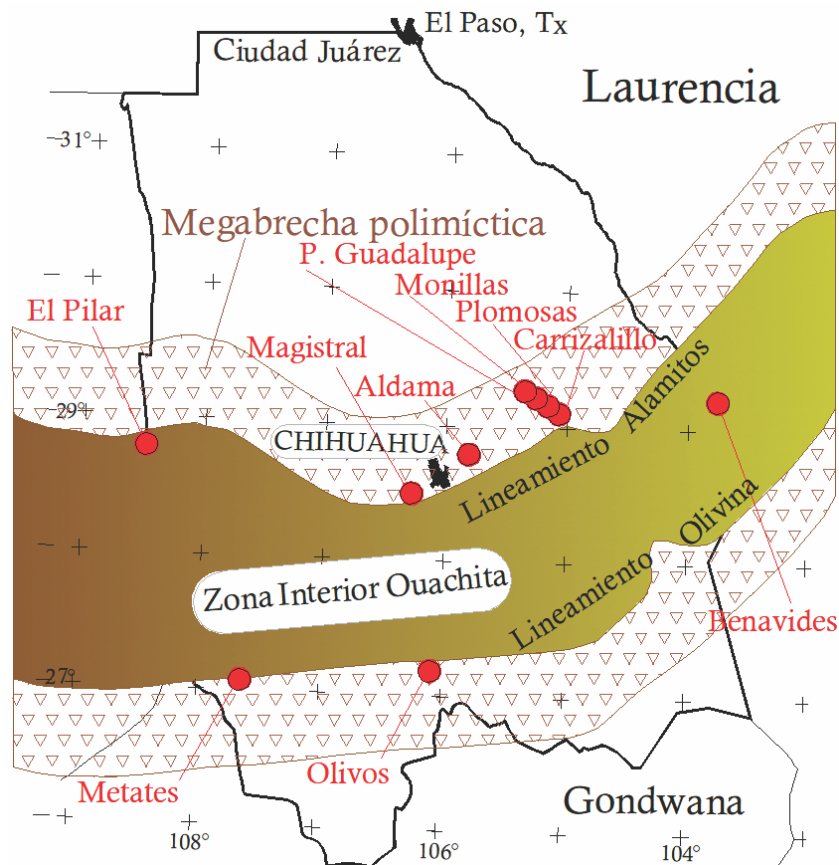 El Paso, Tx
Ciudad Juárez
Laurencia
31°
Megabrecha polimíctica
P. Guadalupe
Monillas
Plomosas
Carrizalillo
El Pilar
Magistral
Aldama
29°
CHIHUAHUA
Lineamiento Alamitos
Lineamiento Olivina
Zona Interior Ouachita
Benavides
27°
Metates
Olivos
Gondwana
108°
106°
104°